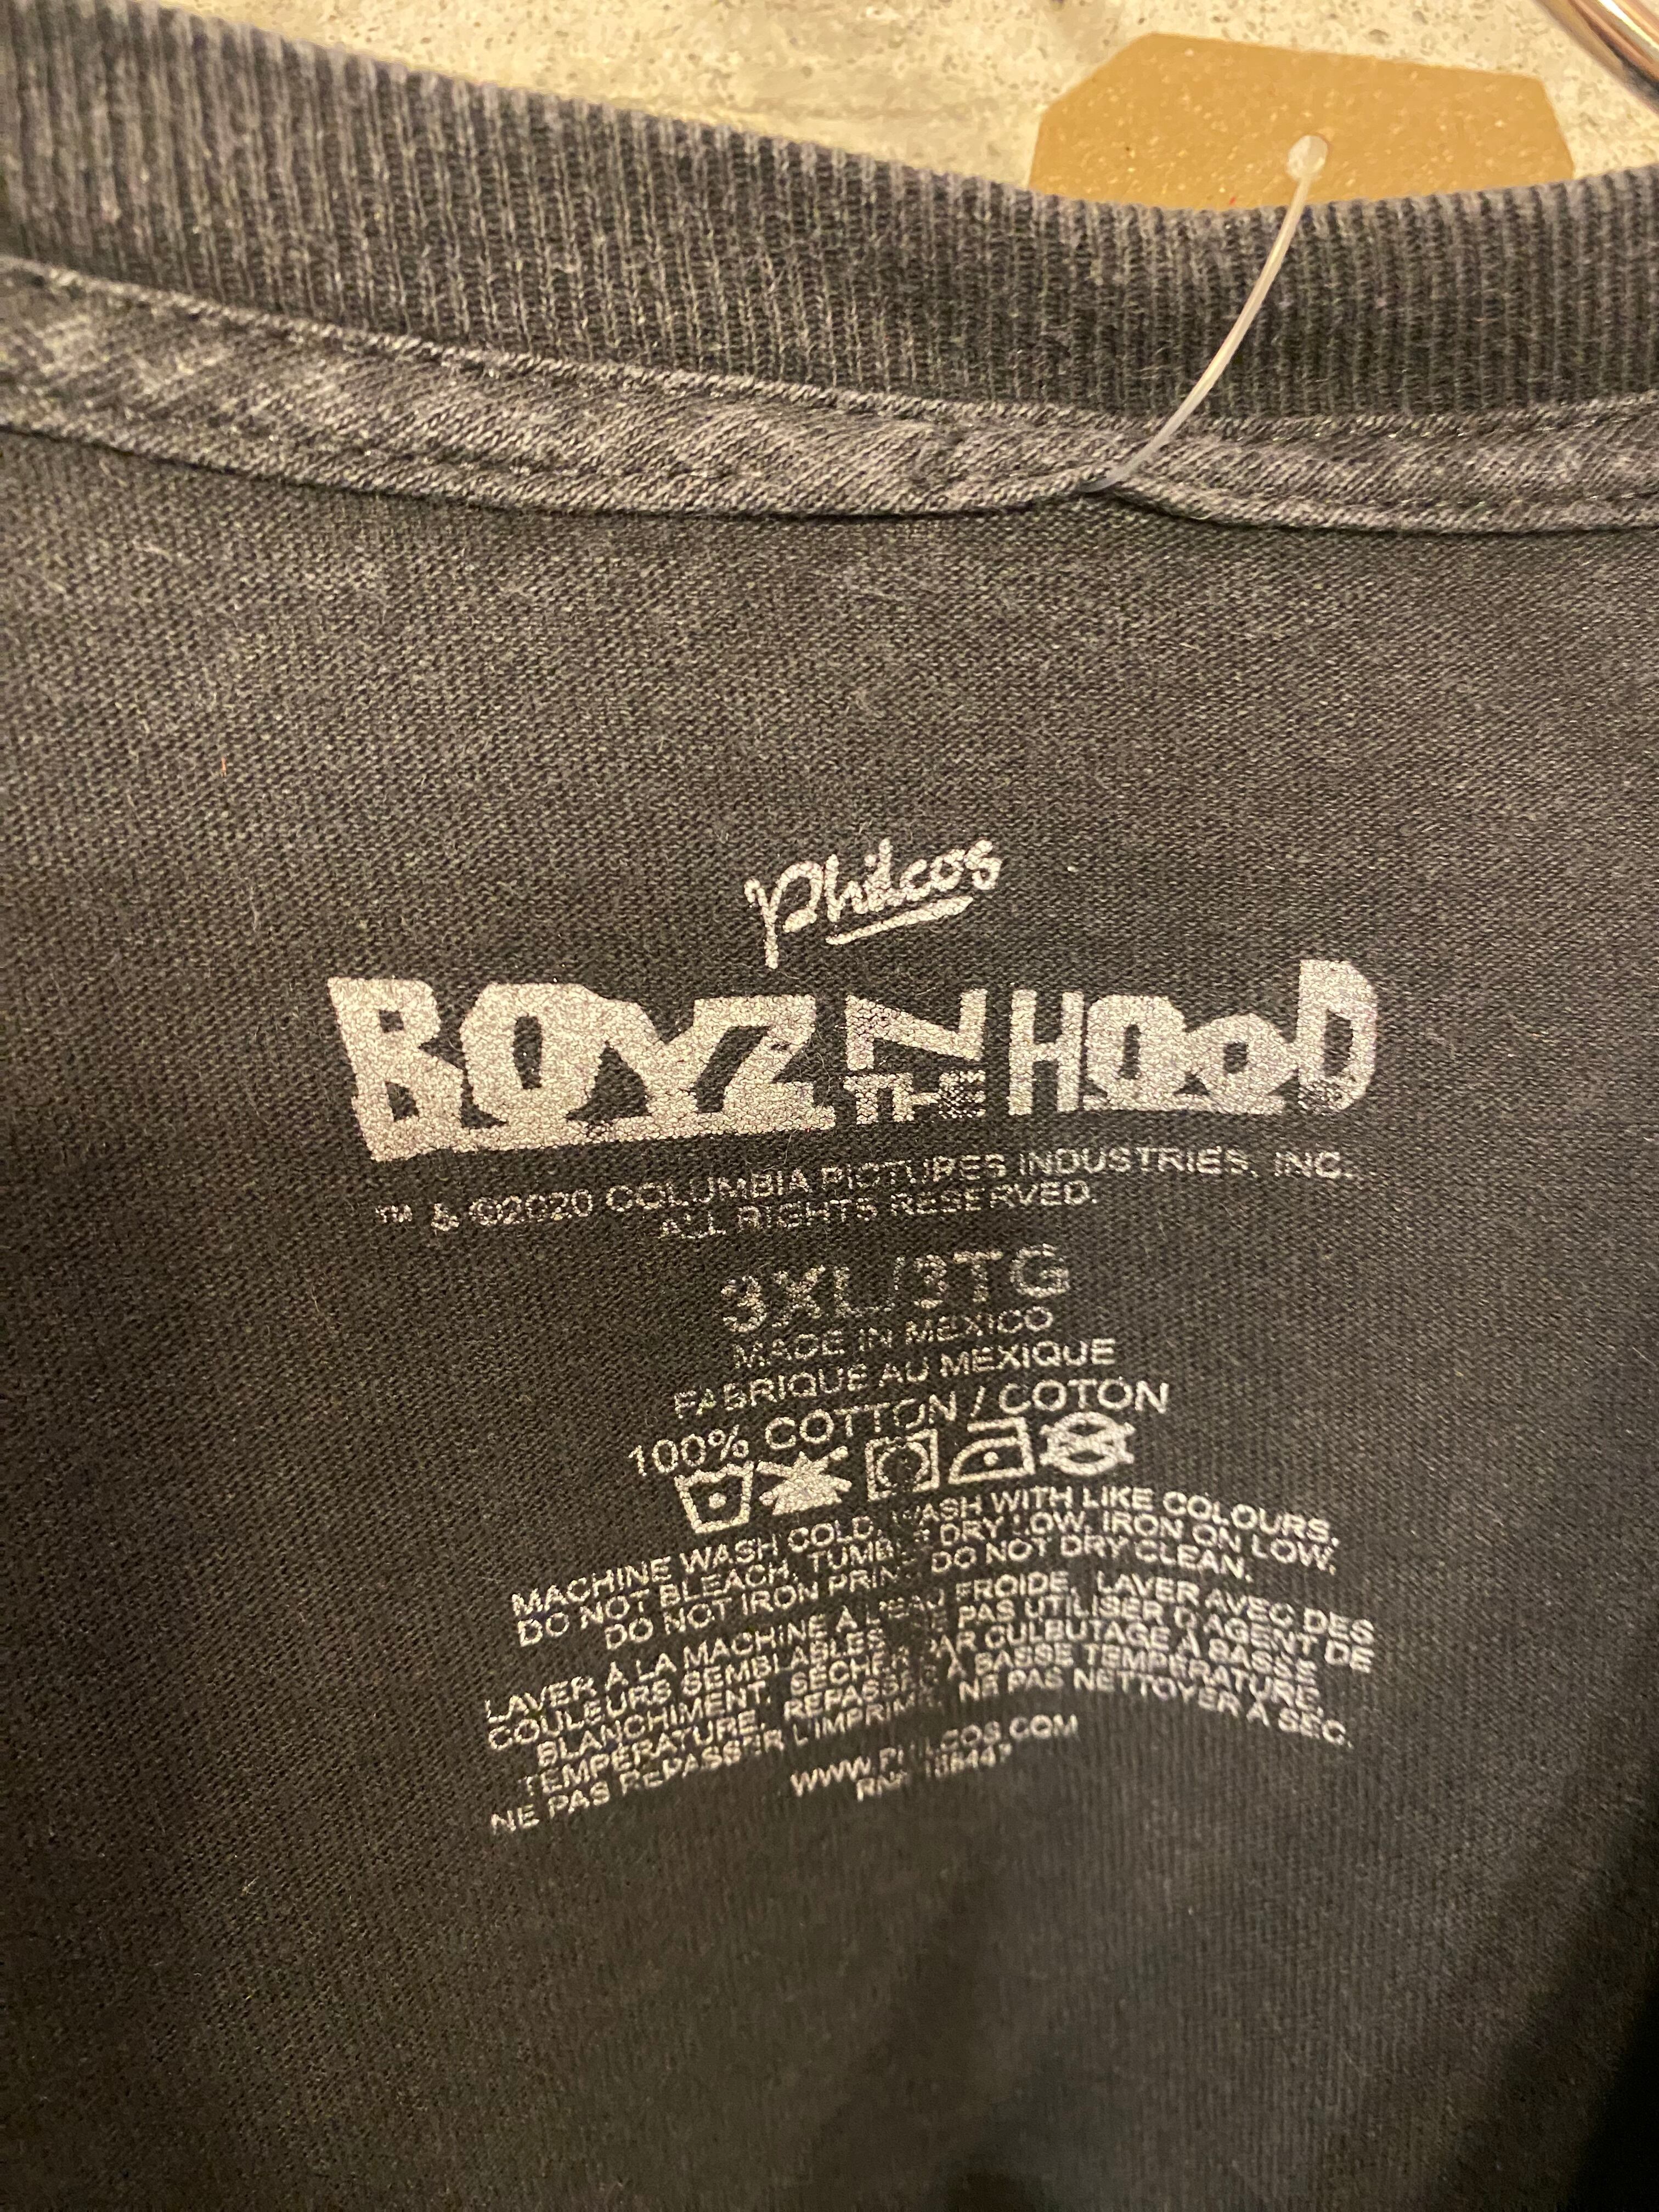 Philcos
BOYZ N THE HOOD
™ & ©2020 COLUMBIA PICTURES INDUSTRIES, INC.
ALL RIGHTS RESERVED.
3XL/3TG
MADE IN MEXICO
FABRIQUE AU MEXIQUE
100% COTTON / COTON
MACHINE WASH COLD. WASH WITH LIKE COLOURS.
DO NOT BLEACH. TUMBLE DRY LOW. IRON ON LOW.
DO NOT IRON PRINT. DO NOT DRY CLEAN.
LAVER À LA MACHINE À L'EAU FROIDE. LAVER AVEC DES
COULEURS SEMBLABLES. NE PAS UTILISER D'AGENT DE
BLANCHIMENT. SÉCHER PAR CULBUTAGE À BASSE
TEMPÉRATURE. REPASSER À BASSE TEMPÉRATURE.
NE PAS REPASSER L'IMPRIMÉ. NE PAS NETTOYER À SEC.
WWW.PHILCOS.COM